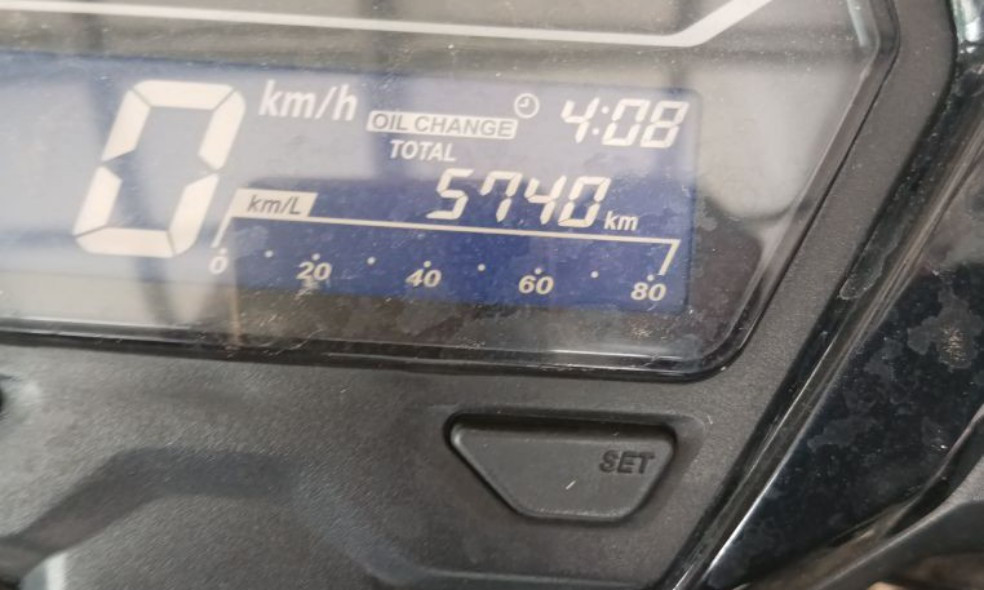 0 km/h
OIL CHANGE 4:08
TOTAL
5740 km
km/L
0 20 40 60 80
SET